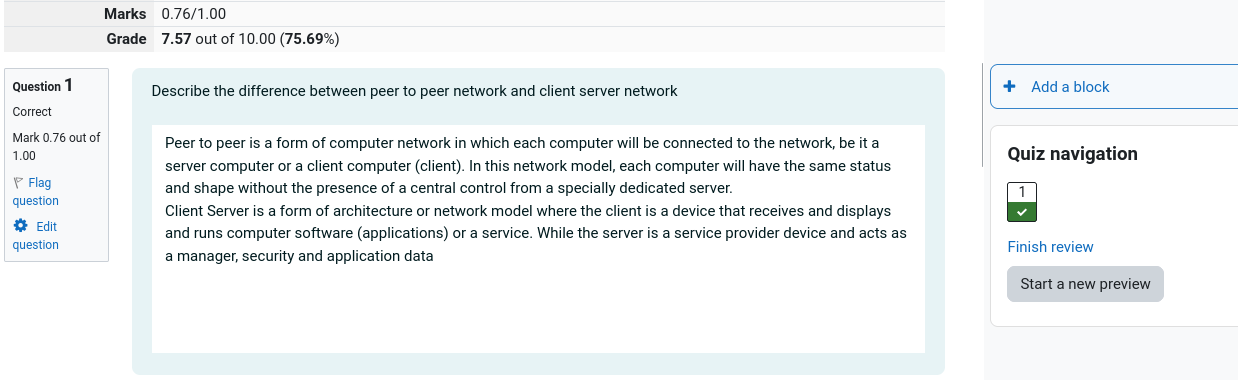 Marks 0.76/1.00
Grade 7.57 out of 10.00 (75.69%)
Question 1
Correct
Mark 0.76 out of
1.00
Flag
question
Edit
question
Describe the difference between peer to peer network and client server network
Peer to peer is a form of computer network in which each computer will be connected to the network, be it a
server computer or a client computer (client). In this network model, each computer will have the same status
and shape without the presence of a central control from a specially dedicated server.
Client Server is a form of architecture or network model where the client is a device that receives and displays
and runs computer software (applications) or a service. While the server is a service provider device and acts as
a manager, security and application data
Add a block
Quiz navigation
1
Finish review
Start a new preview